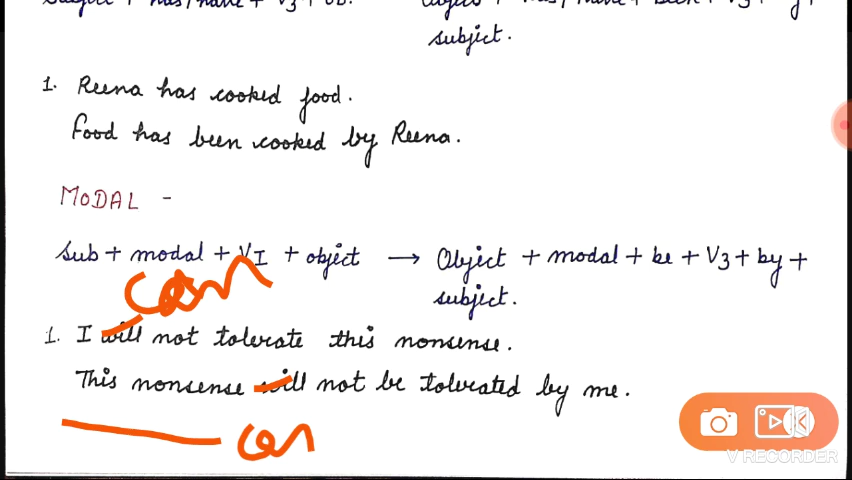 subject.
1. Reena has cooked food.
Food has been cooked by Reena.
MODAL -
Sub + modal + VI + object → Object + modal + be + V3 + by +
subject.
can
1. I will not tolerate this nonsense.
This nonsense will not be tolerated by me.
can
V RECORDER